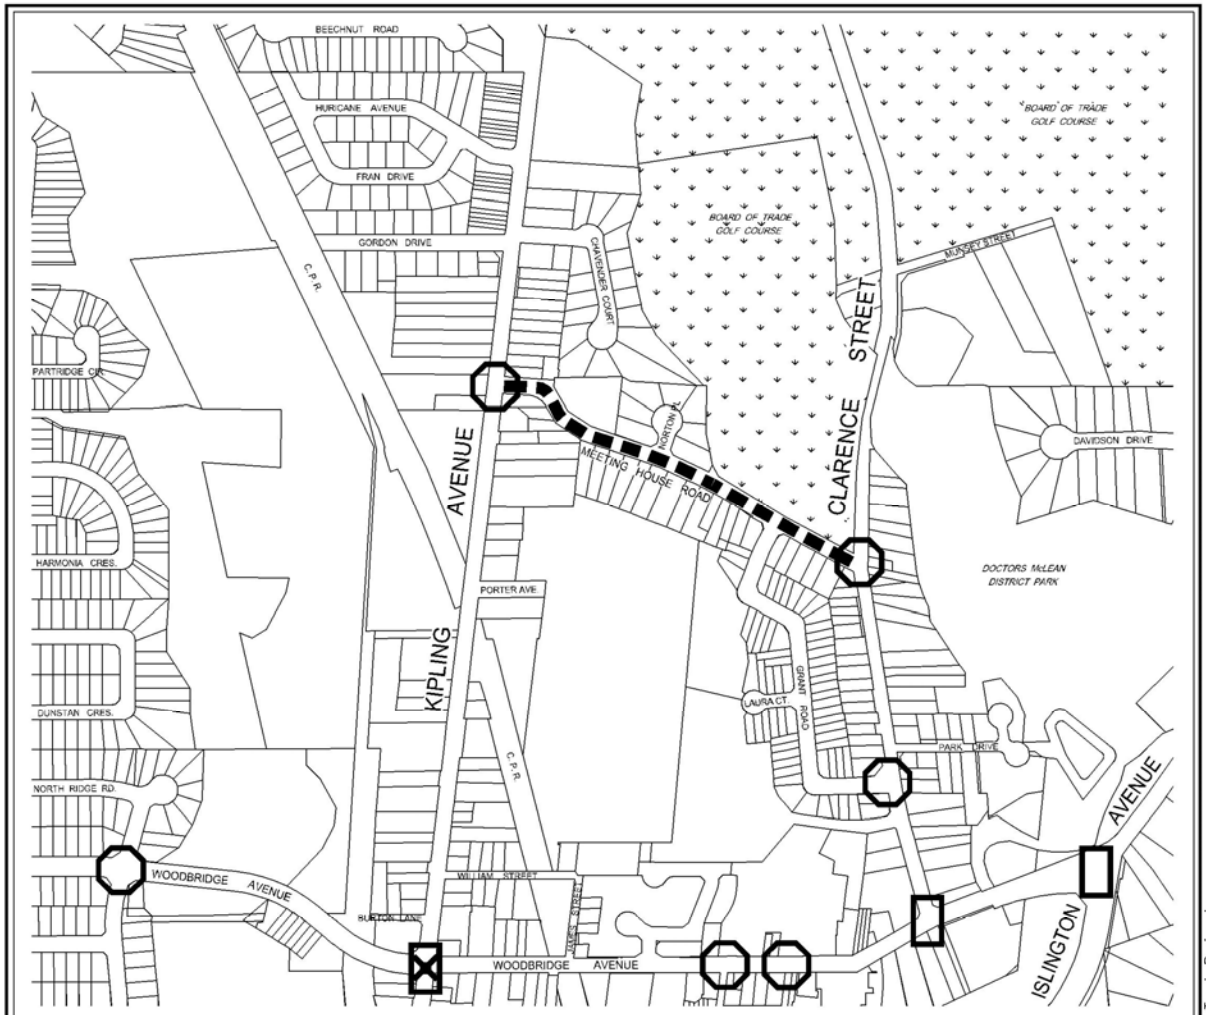 BEECHNUT ROAD
HURICANE AVENUE
FRAN DRIVE
GORDON DRIVE
C.P.R.
CHAVENDER COURT
BOARD OF TRADE
GOLF COURSE
BOARD OF TRADE
GOLF COURSE
MUNSEY STREET
CLARENCE STREET
PARTRIDGE CIR.
NORTON PL.
MEETING HOUSE ROAD
DAVIDSON DRIVE
KIPLING AVENUE
HARMONIA CRES.
PORTER AVE.
DOCTORS McLEAN
DISTRICT PARK
DUNSTAN CRES.
LAURA CT.
GRANT ROAD
C.P.R.
PARK DRIVE
NORTH RIDGE RD.
WOODBRIDGE AVENUE
WILLIAM STREET
JAMES STREET
BURTON LANE
WOODBRIDGE AVENUE
ISLINGTON AVENUE